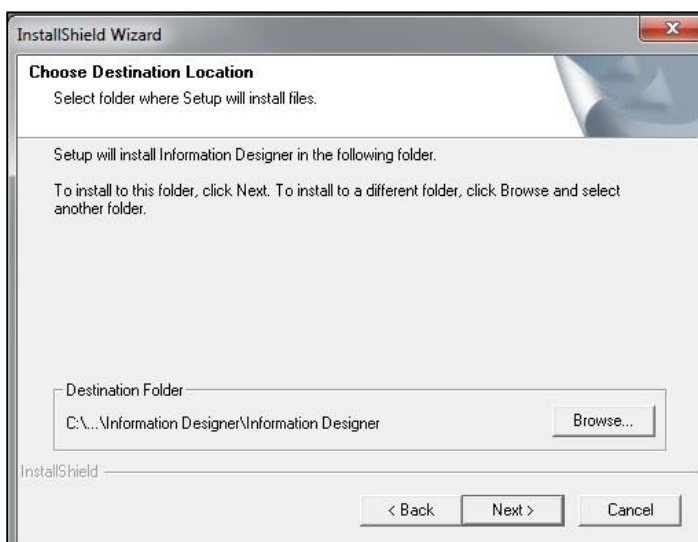 InstallShield Wizard
Choose Destination Location
Select folder where Setup will install files.
Setup will install Information Designer in the following folder.
To install to this folder, click Next. To install to a different folder, click Browse and select
another folder.
Destination Folder
C:\...\Information Designer\Information Designer
Browse...
InstallShield
< Back
Next >
Cancel